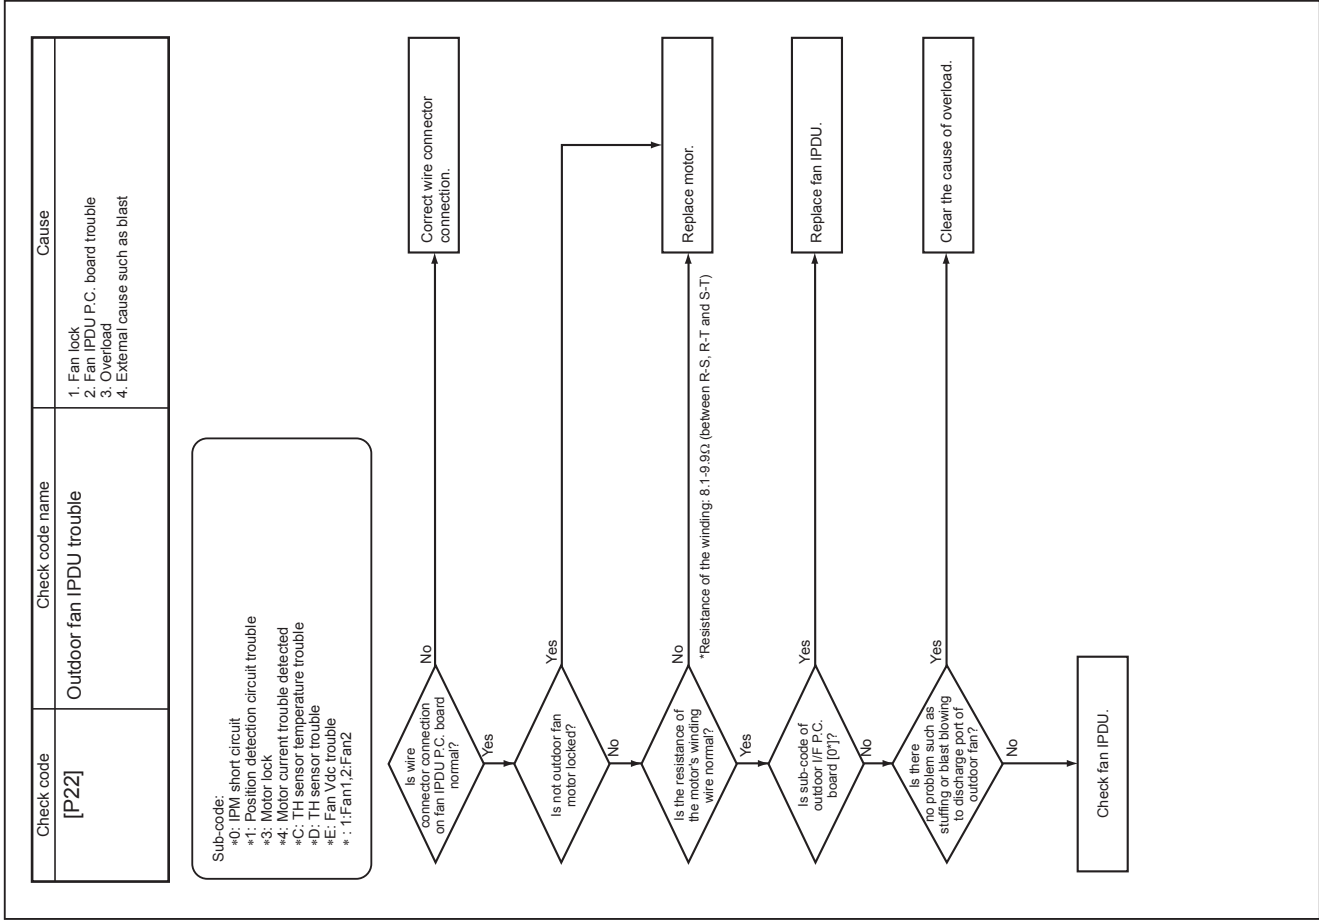 Check code
Check code name
Cause
[P22]
Outdoor fan IPDU trouble
1. Fan lock
2. Fan IPDU P.C. board trouble
3. Overload
4. External cause such as blast
Sub-code:
*0: IPM short circuit
*1: Position detection circuit trouble
*3: Motor lock
*4: Motor current trouble detected
*C: TH sensor temperature trouble
*D: TH sensor trouble
*E: Fan Vdc trouble
* : 1:Fan1,2:Fan2
Is wire
connector connection
on fan IPDU P.C. board
normal?
No
Correct wire connector
connection.
Yes
Is not outdoor fan
motor locked?
Yes
No
Is the resistance of
the motor's winding
wire normal?
No
Replace motor.
*Resistance of the winding: 8.1-9.9Ω (between R-S, R-T and S-T)
Yes
Is sub-code of
outdoor I/F P.C.
board [0*]?
Yes
Replace fan IPDU.
No
Is there
no problem such as
stuffing or blast blowing
to discharge port of
outdoor fan?
Yes
Clear the cause of overload.
No
Check fan IPDU.